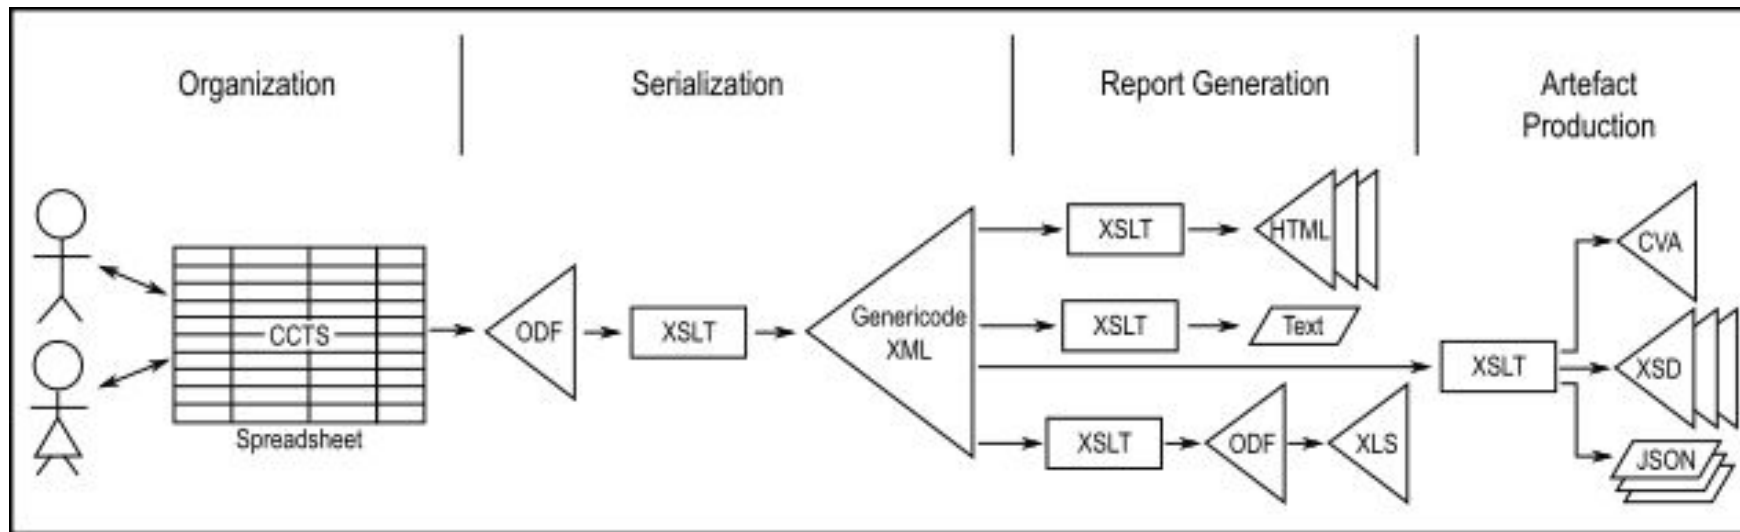 Organization
Serialization
Report Generation
Artefact
Production
CCTS
Spreadsheet
ODF
XSLT
Genericode
XML
XSLT
HTML
XSLT
Text
XSLT
ODF
XLS
XSLT
CVA
XSD
JSON